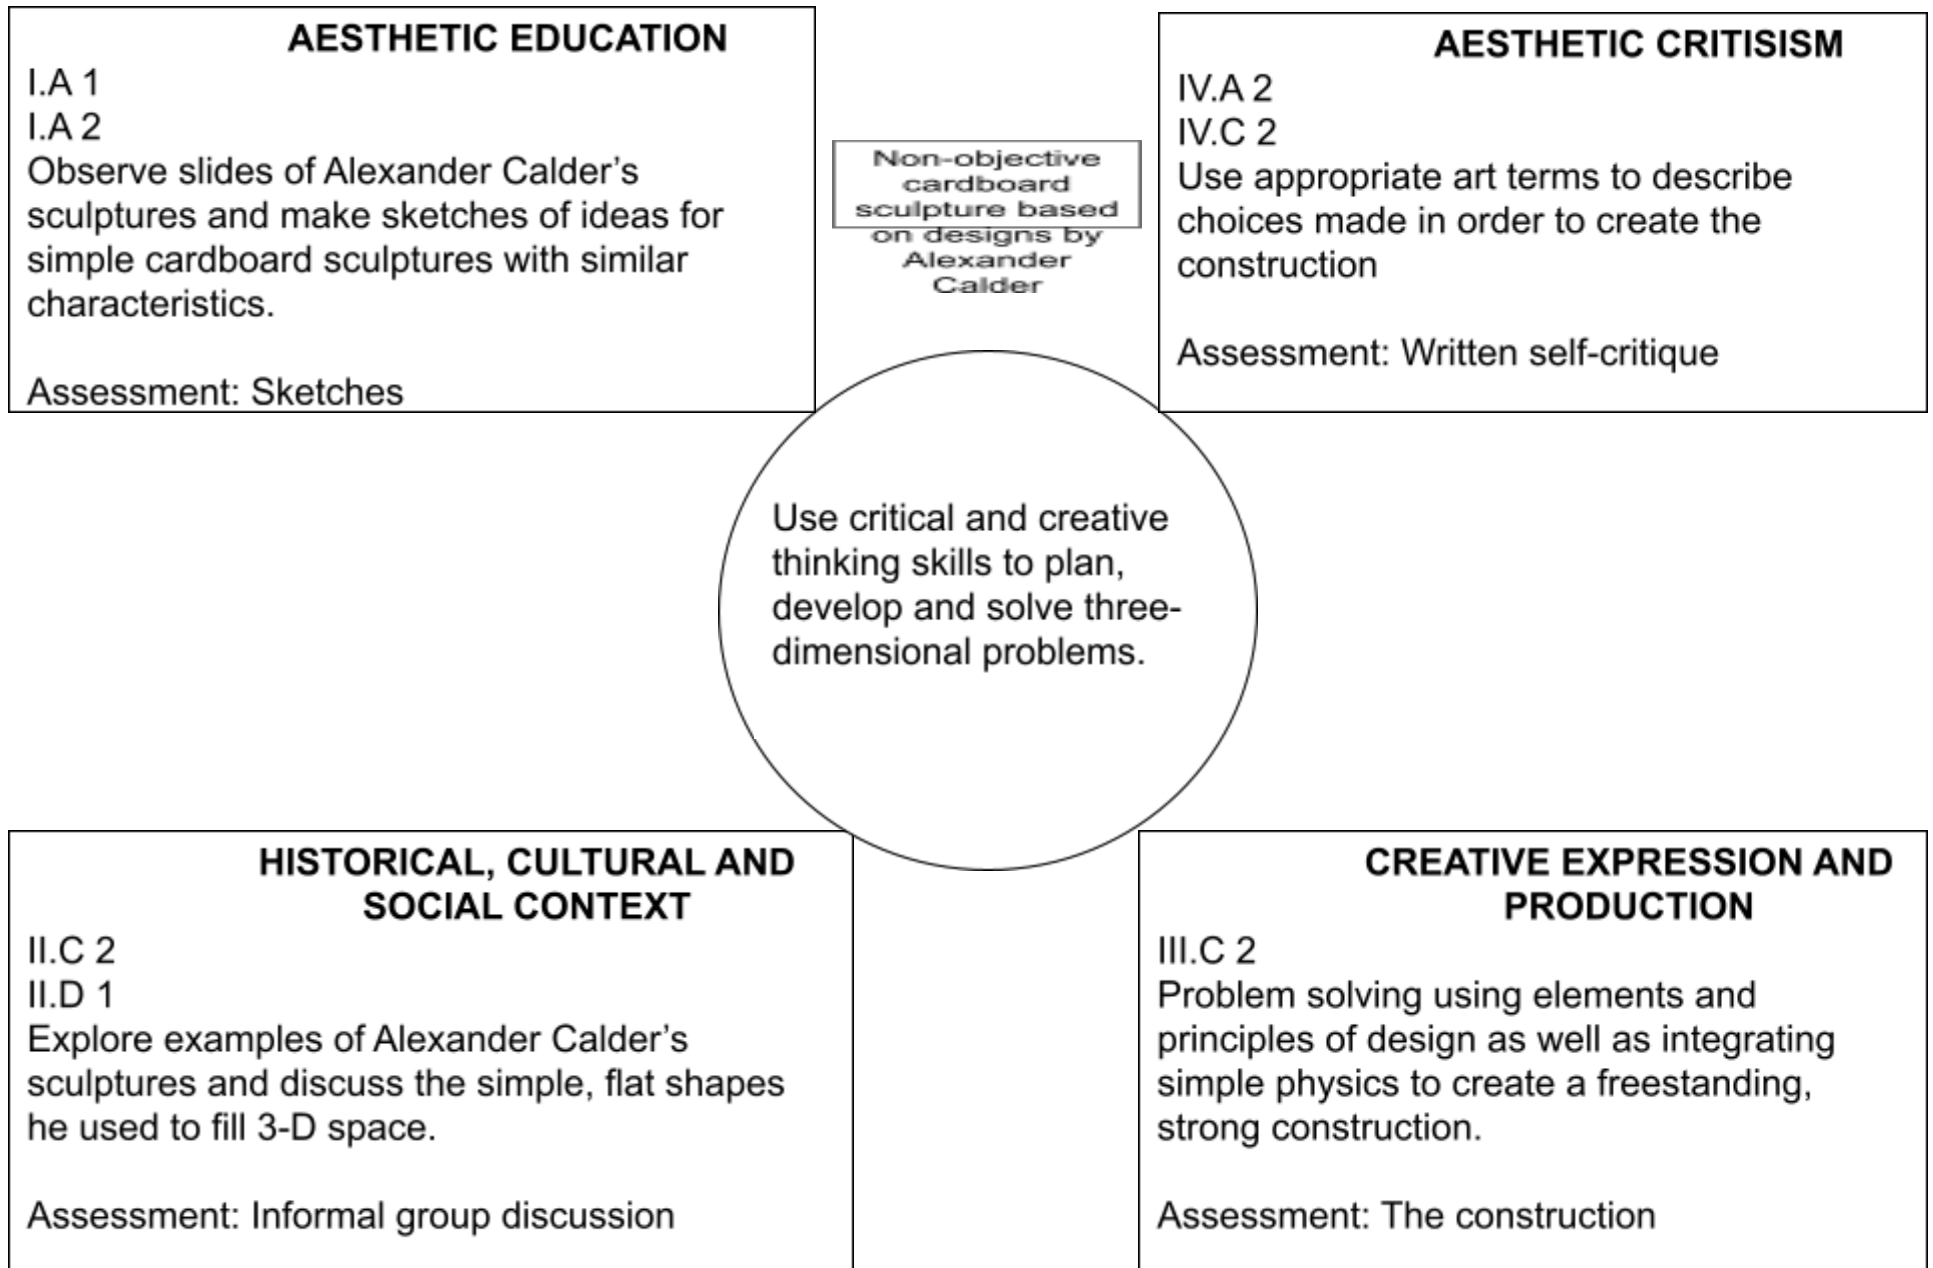 AESTHETIC EDUCATION
I.A 1
I.A 2
Observe slides of Alexander Calder’s
sculptures and make sketches of ideas for
simple cardboard sculptures with similar
characteristics.
Assessment: Sketches
Non-objective
cardboard
sculpture based
on designs by
Alexander
Calder
AESTHETIC CRITISISM
IV.A 2
IV.C 2
Use appropriate art terms to describe
choices made in order to create the
construction
Assessment: Written self-critique
Use critical and creative
thinking skills to plan,
develop and solve three-
dimensional problems.
HISTORICAL, CULTURAL AND
SOCIAL CONTEXT
II.C 2
II.D 1
Explore examples of Alexander Calder’s
sculptures and discuss the simple, flat shapes
he used to fill 3-D space.
Assessment: Informal group discussion
CREATIVE EXPRESSION AND
PRODUCTION
III.C 2
Problem solving using elements and
principles of design as well as integrating
simple physics to create a freestanding,
strong construction.
Assessment: The construction